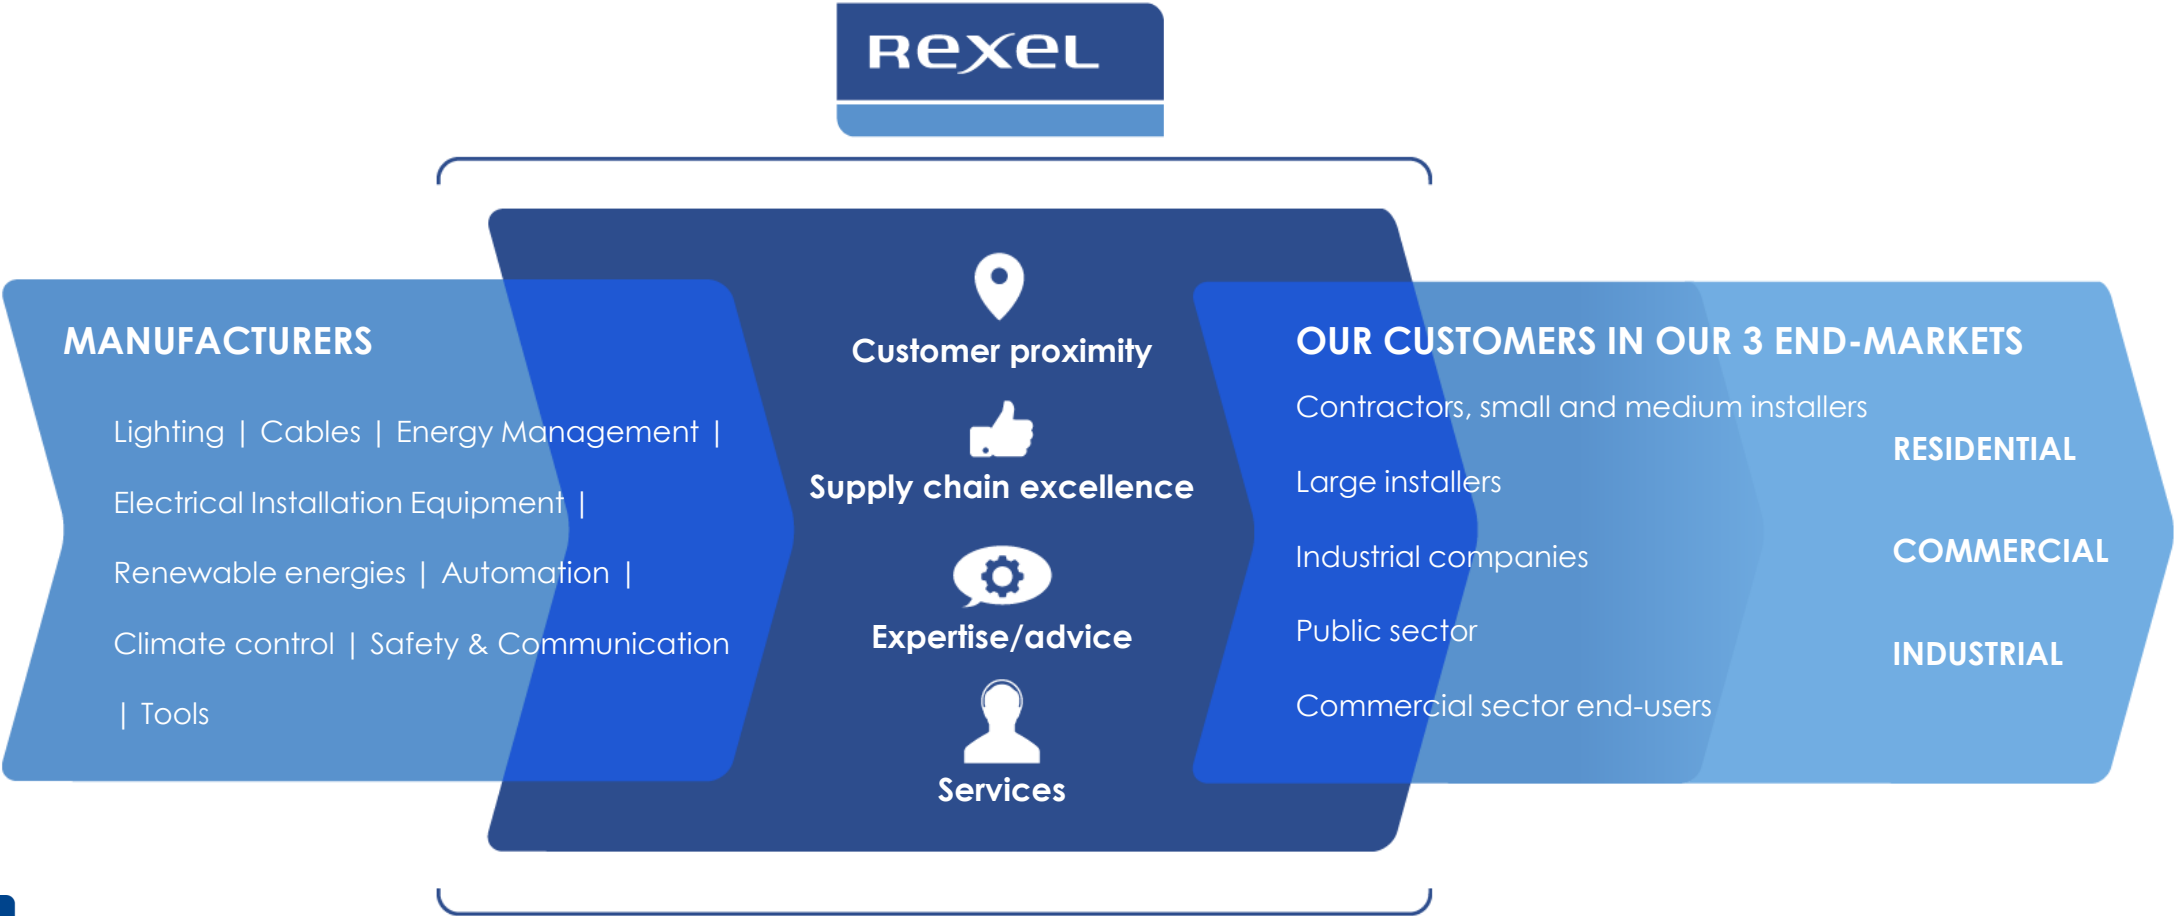 Rexel
MANUFACTURERS
Lighting | Cables | Energy Management |
Electrical Installation Equipment |
Renewable energies | Automation |
Climate control | Safety & Communication
| Tools
Customer proximity
Supply chain excellence
Expertise/advice
Services
OUR CUSTOMERS IN OUR 3 END-MARKETS
Contractors, small and medium installers
Large installers
Industrial companies
Public sector
Commercial sector end-users
RESIDENTIAL
COMMERCIAL
INDUSTRIAL